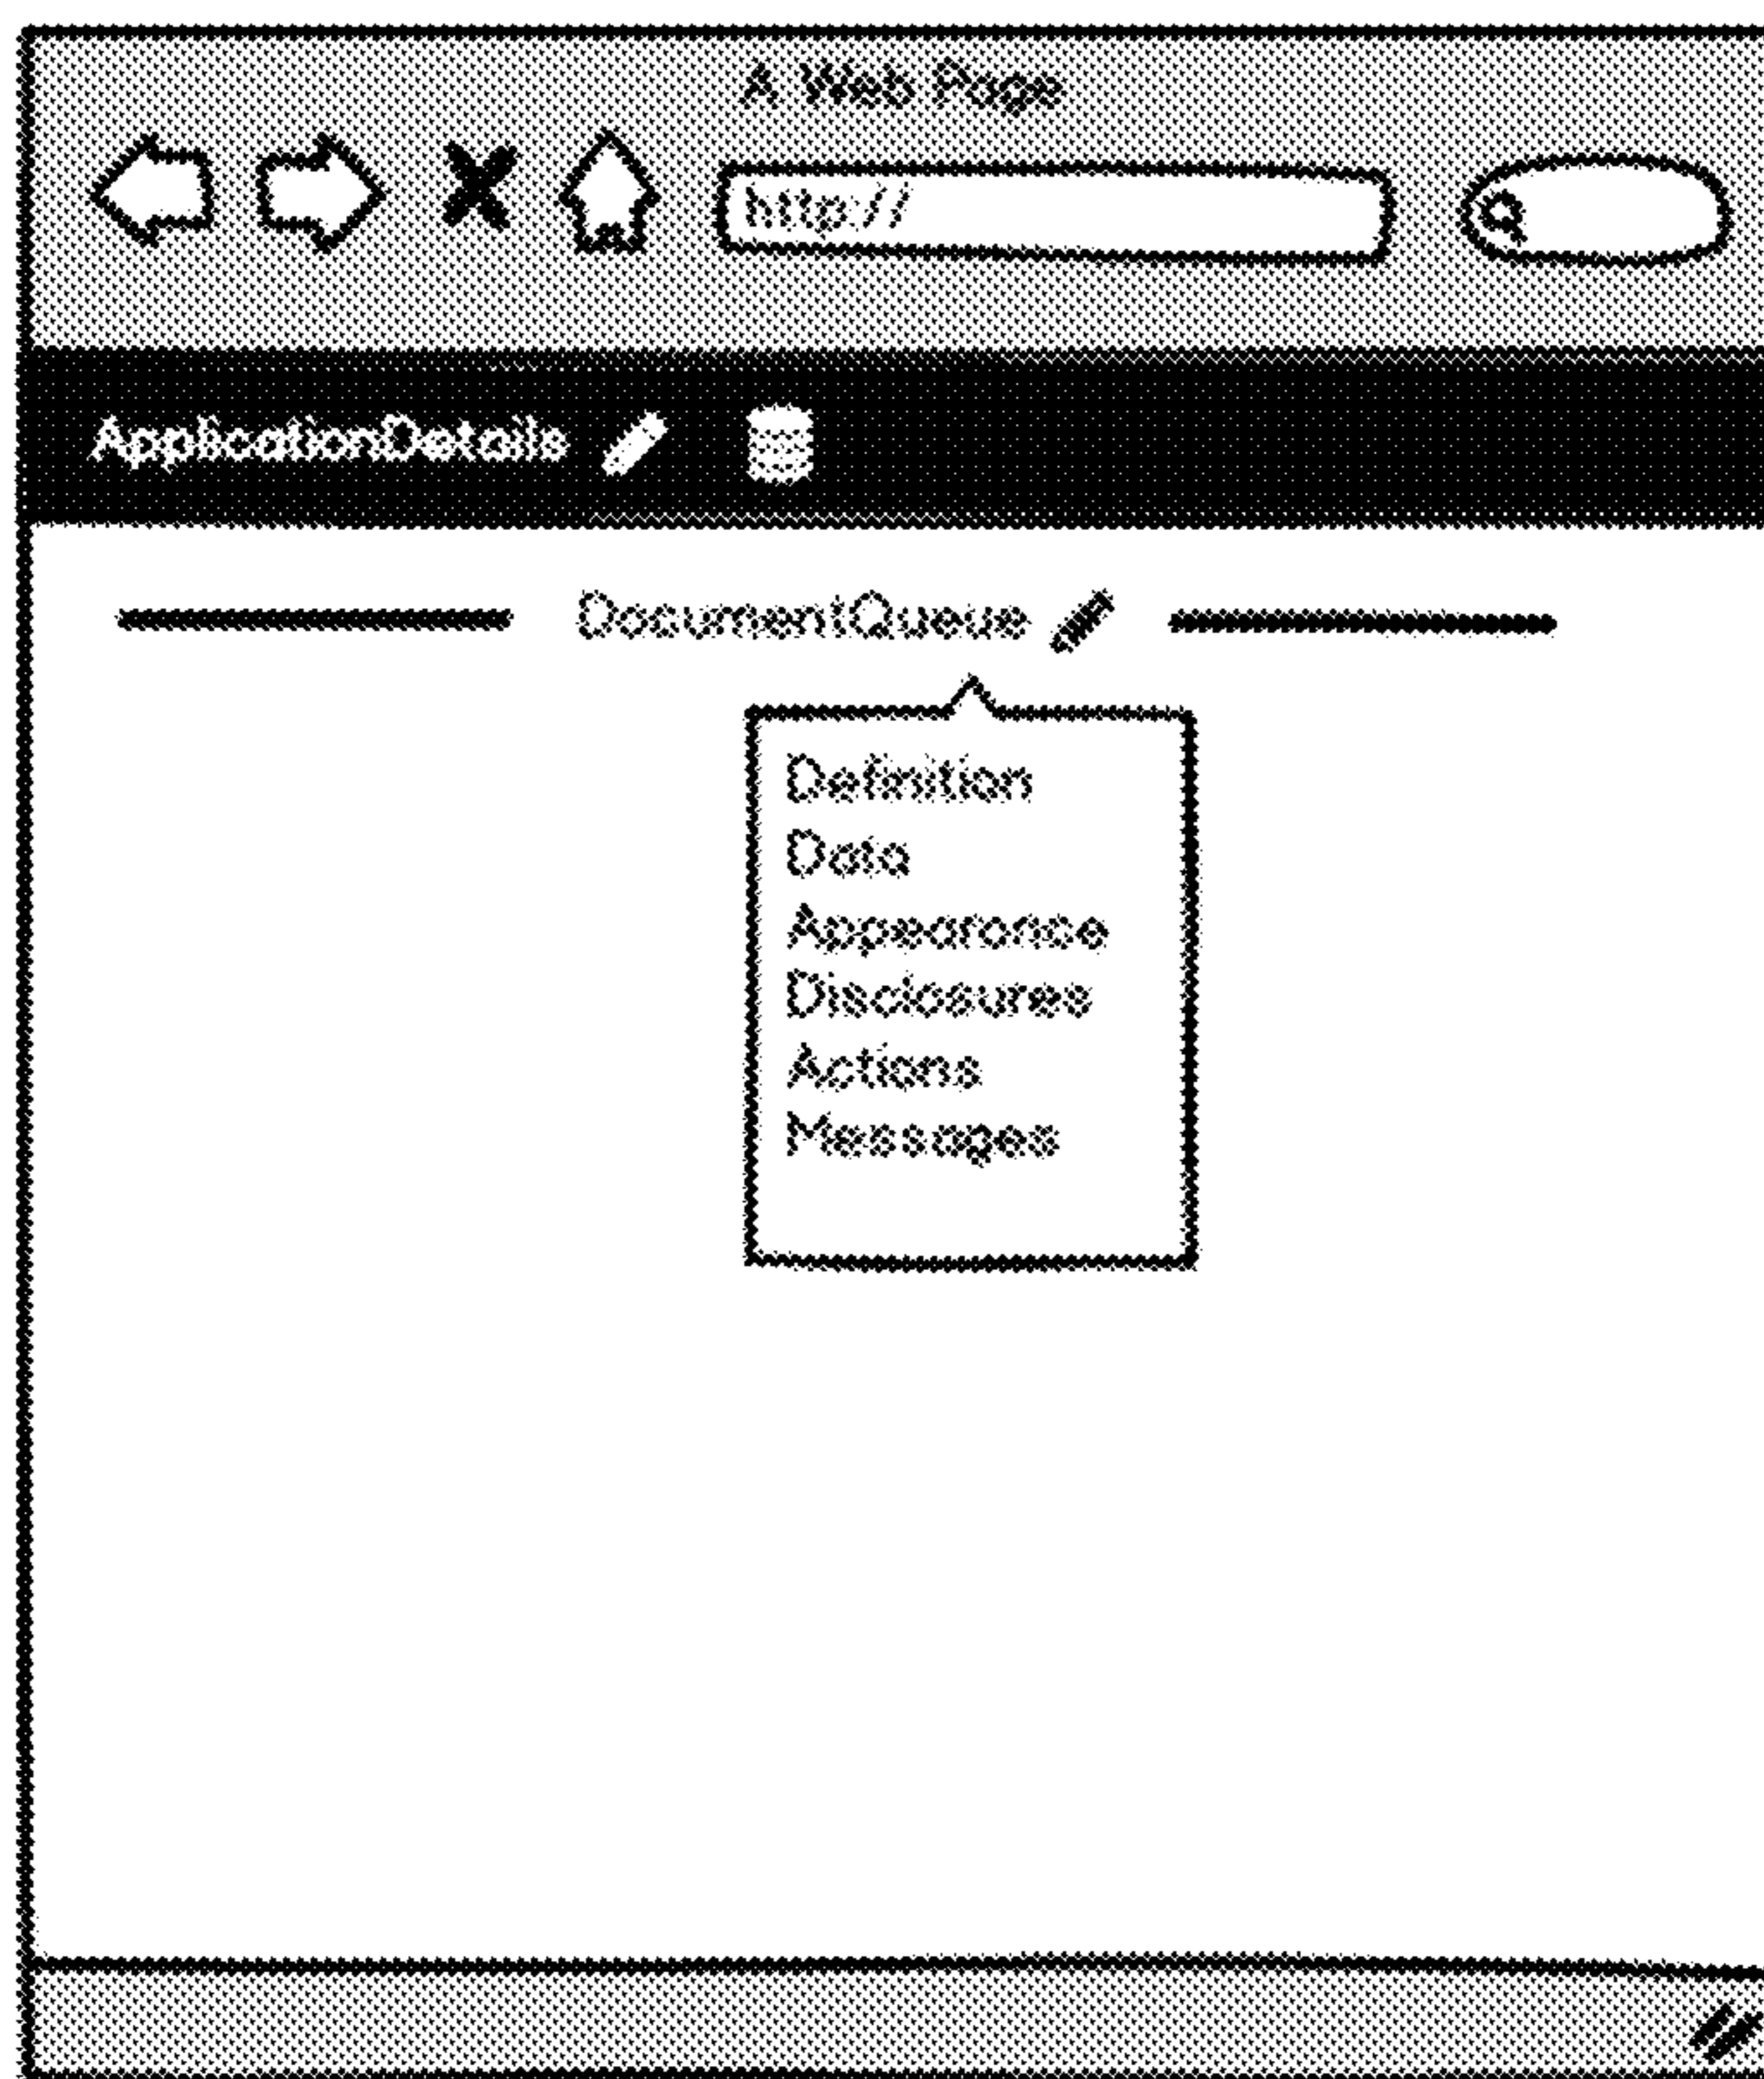 A Web Page
http://
ApplicationDetails
DocumentQueue
Definition
Data
Appearance
Disclosures
Actions
Messages